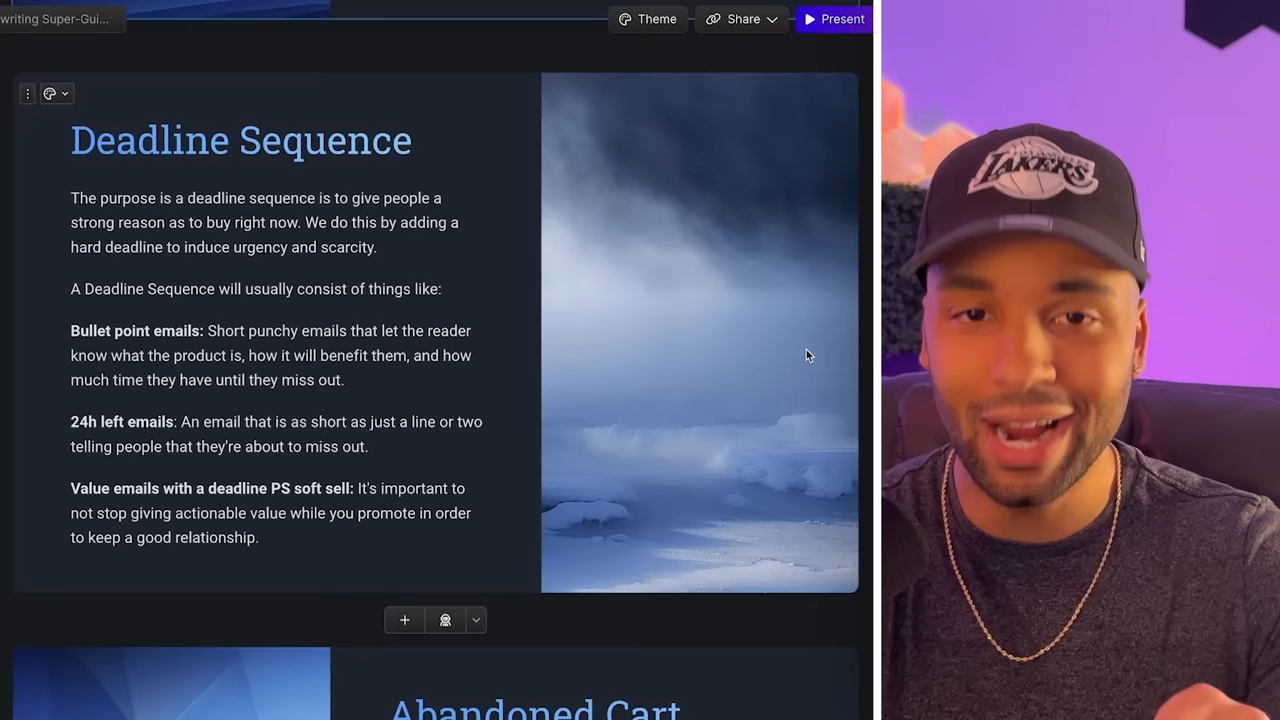 writing Super-Gui...
Theme
Share
Present
Deadline Sequence
The purpose is a deadline sequence is to give people a
strong reason as to buy right now. We do this by adding a
hard deadline to induce urgency and scarcity.
A Deadline Sequence will usually consist of things like:
Bullet point emails: Short punchy emails that let the reader
know what the product is, how it will benefit them, and how
much time they have until they miss out.
24h left emails: An email that is as short as just a line or two
telling people that they're about to miss out.
Value emails with a deadline PS soft sell: It's important to
not stop giving actionable value while you promote in order
to keep a good relationship.
Abandoned Cart
LAKERS